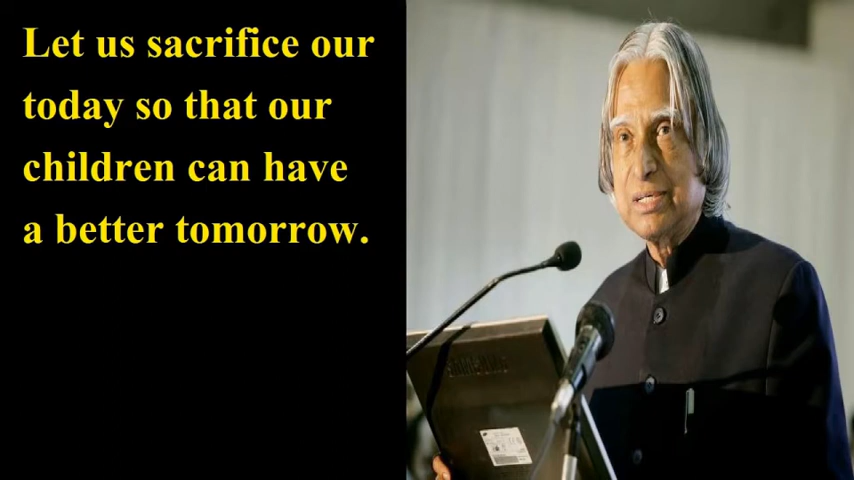 Let us sacrifice our
today so that our
children can have
a better tomorrow.